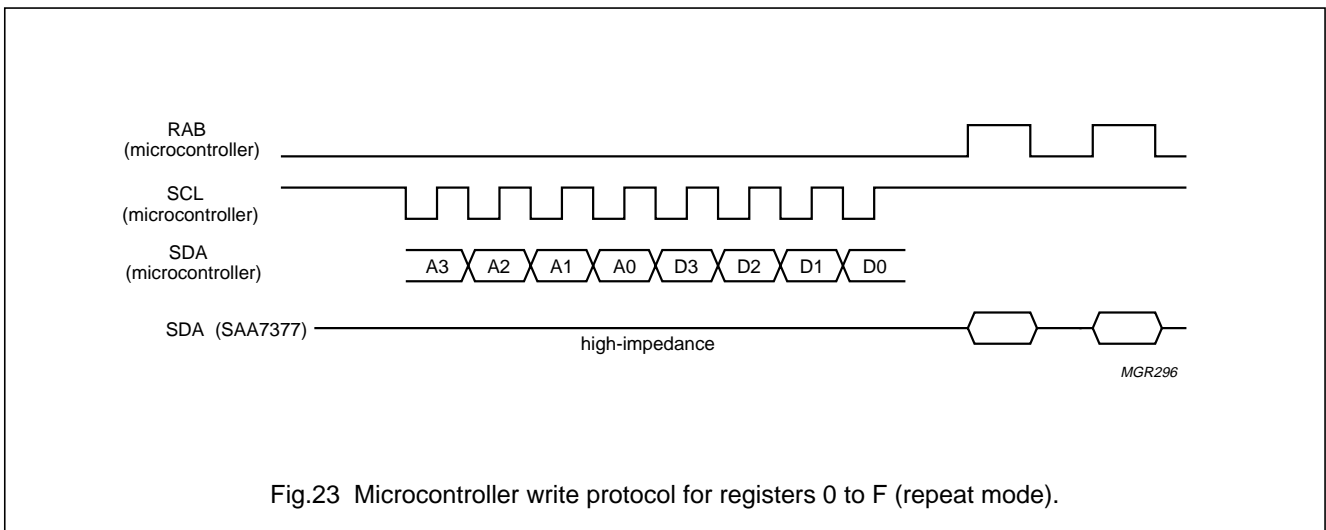 RAB
(microcontroller)
SCL
(microcontroller)
SDA
(microcontroller)
A3 A2 A1 A0 D3 D2 D1 D0
SDA (SAA7377)
high-impedance
MGR296
Fig.23 Microcontroller write protocol for registers 0 to F (repeat mode).